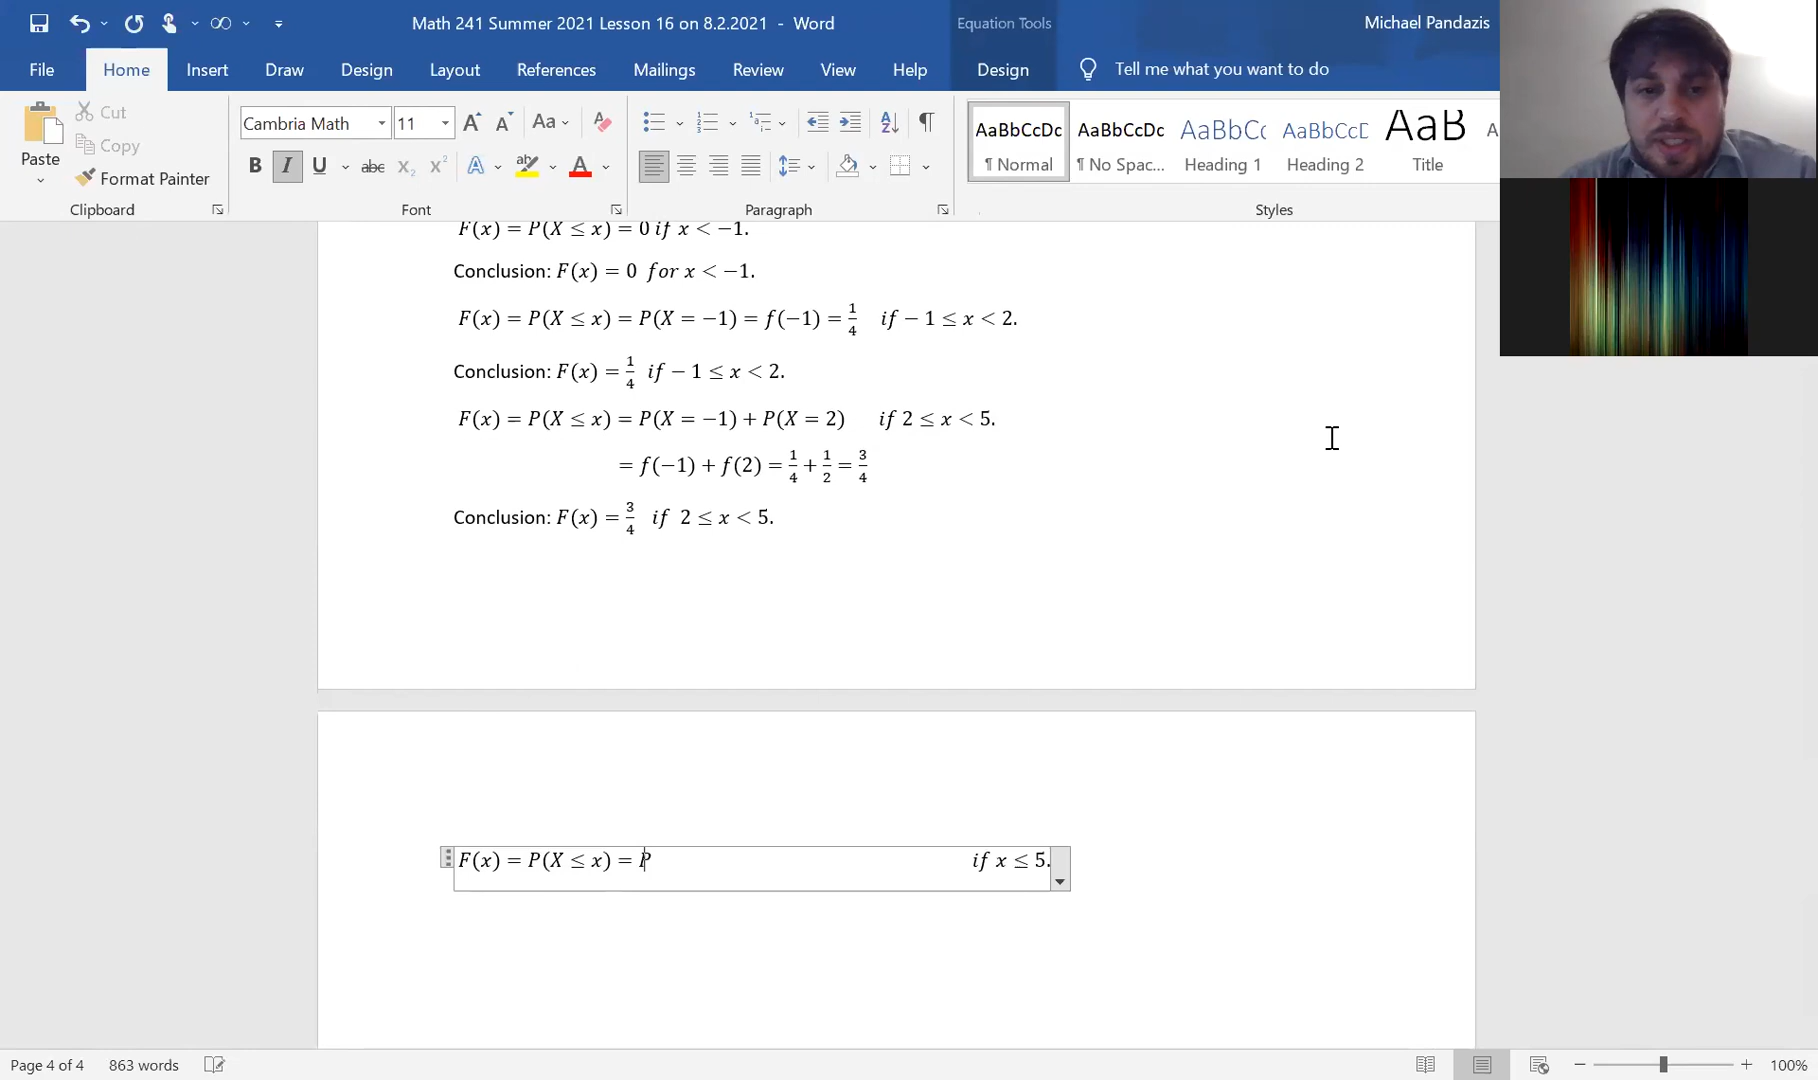 Math 241 Summer 2021 Lesson 16 on 8.2.2021 - Word
Equation Tools
Michael Pandazis
File Home Insert Draw Design Layout References Mailings Review View Help Design Tell me what you want to do
Paste
Cut
Copy
Format Painter
Clipboard
Cambria Math 11
Font
Paragraph
AaBbCcDc AaBbCcDc AaBbCc AaBbCcD AaB A
¶ Normal ¶ No Spac... Heading 1 Heading 2 Title
Styles
F(x) = P(X ≤ x) = 0 if x < −1.
Conclusion: F(x) = 0 for x < −1.
F(x) = P(X ≤ x) = P(X = −1) = f(−1) = 1/4 if − 1 ≤ x < 2.
Conclusion: F(x) = 1/4 if − 1 ≤ x < 2.
F(x) = P(X ≤ x) = P(X = −1) + P(X = 2) if 2 ≤ x < 5.
= f(−1) + f(2) = 1/4 + 1/2 = 3/4
Conclusion: F(x) = 3/4 if 2 ≤ x < 5.
F(x) = P(X ≤ x) = P if x ≤ 5.
Page 4 of 4 863 words 100%